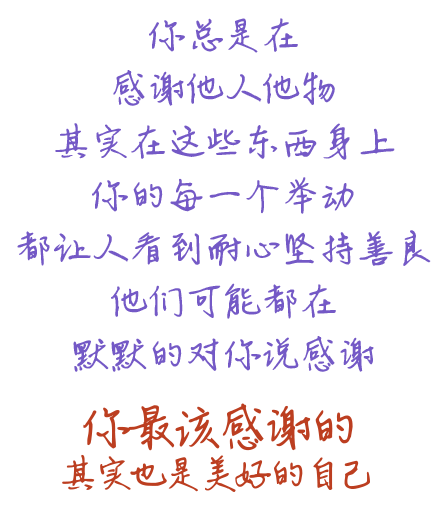 你总是在
感谢他人他物
其实在这些东西身上
你的每一个举动
都让人看到耐心坚持善良
他们可能都在
默默的对你说感谢
你最该感谢的
其实也是美好的自己